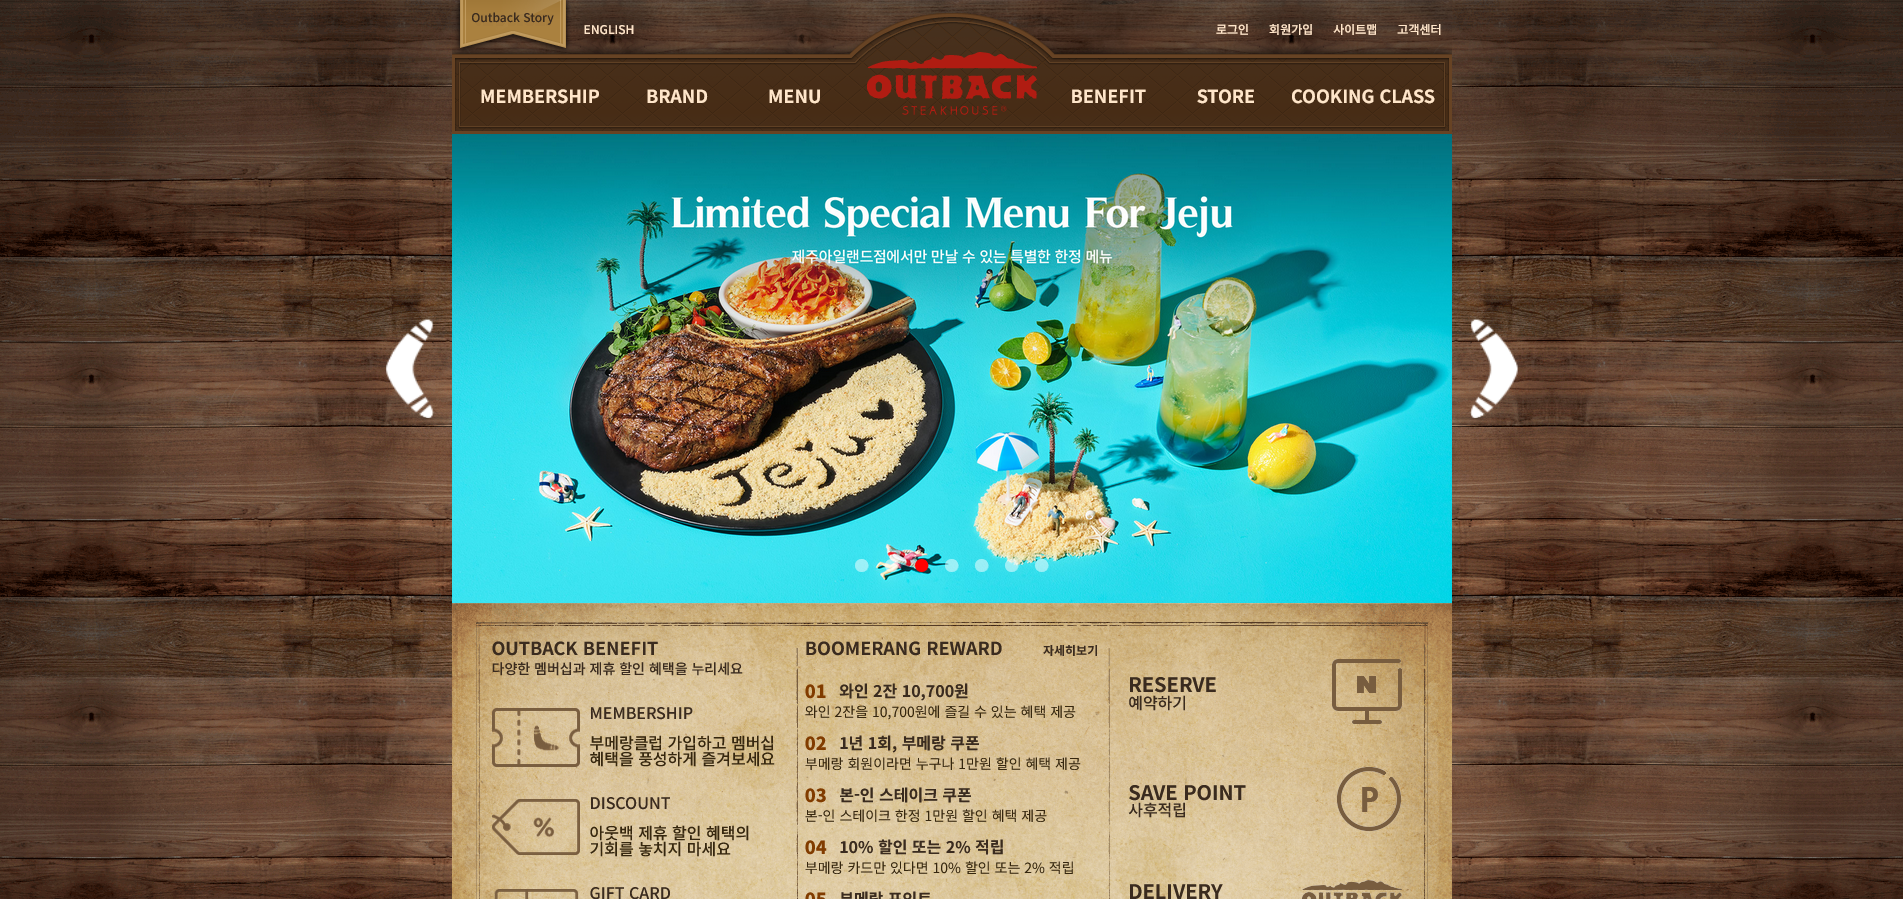 Outback Story
ENGLISH
로그인 회원가입 사이트맵 고객센터
MEMBERSHIP BRAND MENU
OUTBACK
STEAKHOUSE
BENEFIT STORE COOKING CLASS
Limited Special Menu For Jeju
제주아일랜드점에서만 만날 수 있는 특별한 한정 메뉴
Jeju
OUTBACK BENEFIT
다양한 멤버십과 제휴 할인 혜택을 누리세요
MEMBERSHIP
부메랑클럽 가입하고 멤버십
혜택을 풍성하게 즐겨보세요
%
DISCOUNT
아웃백 제휴 할인 혜택의
기회를 놓치지 마세요
GIFT CARD
BOOMERANG REWARD
자세히보기
01 와인 2잔 10,700원
와인 2잔을 10,700원에 즐길 수 있는 혜택 제공
02 1년 1회, 부메랑 쿠폰
부메랑 회원이라면 누구나 1만원 할인 혜택 제공
03 본-인 스테이크 쿠폰
본-인 스테이크 한정 1만원 할인 혜택 제공
04 10% 할인 또는 2% 적립
부메랑 카드만 있다면 10% 할인 또는 2% 적립
05 부메랑 포인트
RESERVE
예약하기
N
SAVE POINT
사후적립
P
DELIVERY
OUTBACK